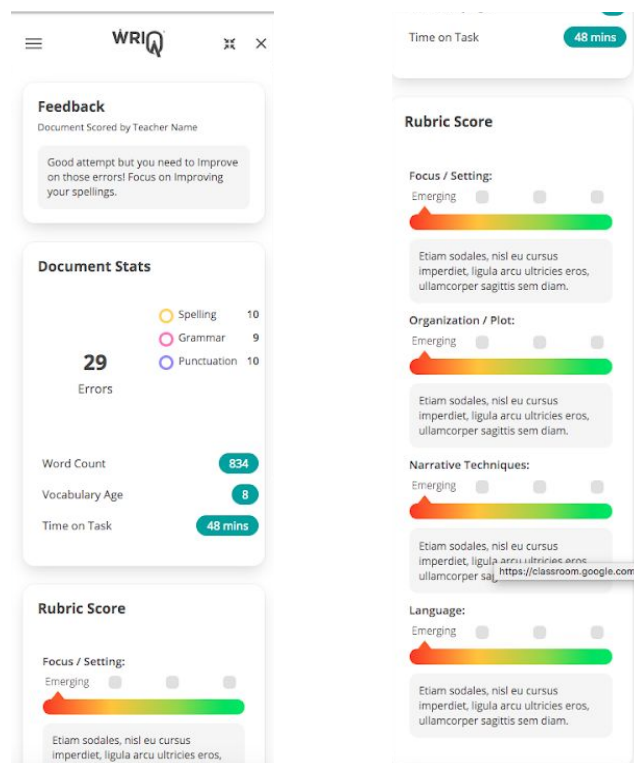 WRIQ
Feedback
Document Scored by Teacher Name
Good attempt but you need to Improve
on those errors! Focus on Improving
your spellings.
Document Stats
Spelling 10
Grammar 9
Punctuation 10
29
Errors
Word Count 834
Vocabulary Age 8
Time on Task 48 mins
Rubric Score
Focus / Setting:
Emerging
Etiam sodales, nisl eu cursus
imperdiet, ligula arcu ultricies eros,
Time on Task 48 mins
Rubric Score
Focus / Setting:
Emerging
Etiam sodales, nisl eu cursus
imperdiet, ligula arcu ultricies eros,
ullamcorper sagittis sem diam.
Organization / Plot:
Emerging
Etiam sodales, nisl eu cursus
imperdiet, ligula arcu ultricies eros,
ullamcorper sagittis sem diam.
Narrative Techniques:
Emerging
Etiam sodales, nisl eu cursus
imperdiet, ligula arcu ultricies eros,
ullamcorper
https://classroom.google.com
Language:
Emerging
Etiam sodales, nisl eu cursus
imperdiet, ligula arcu ultricies eros,
ullamcorper sagittis sem diam.